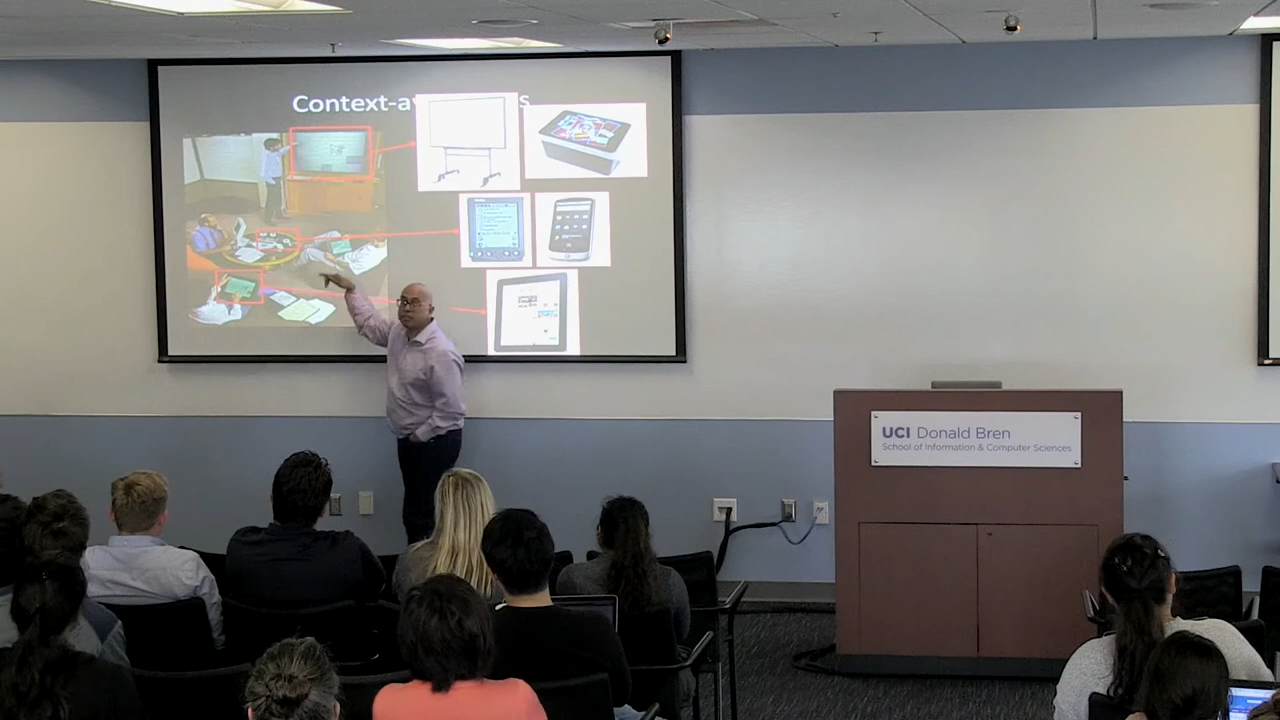 Context-a
s
UCI Donald Bren
School of Information & Computer Sciences